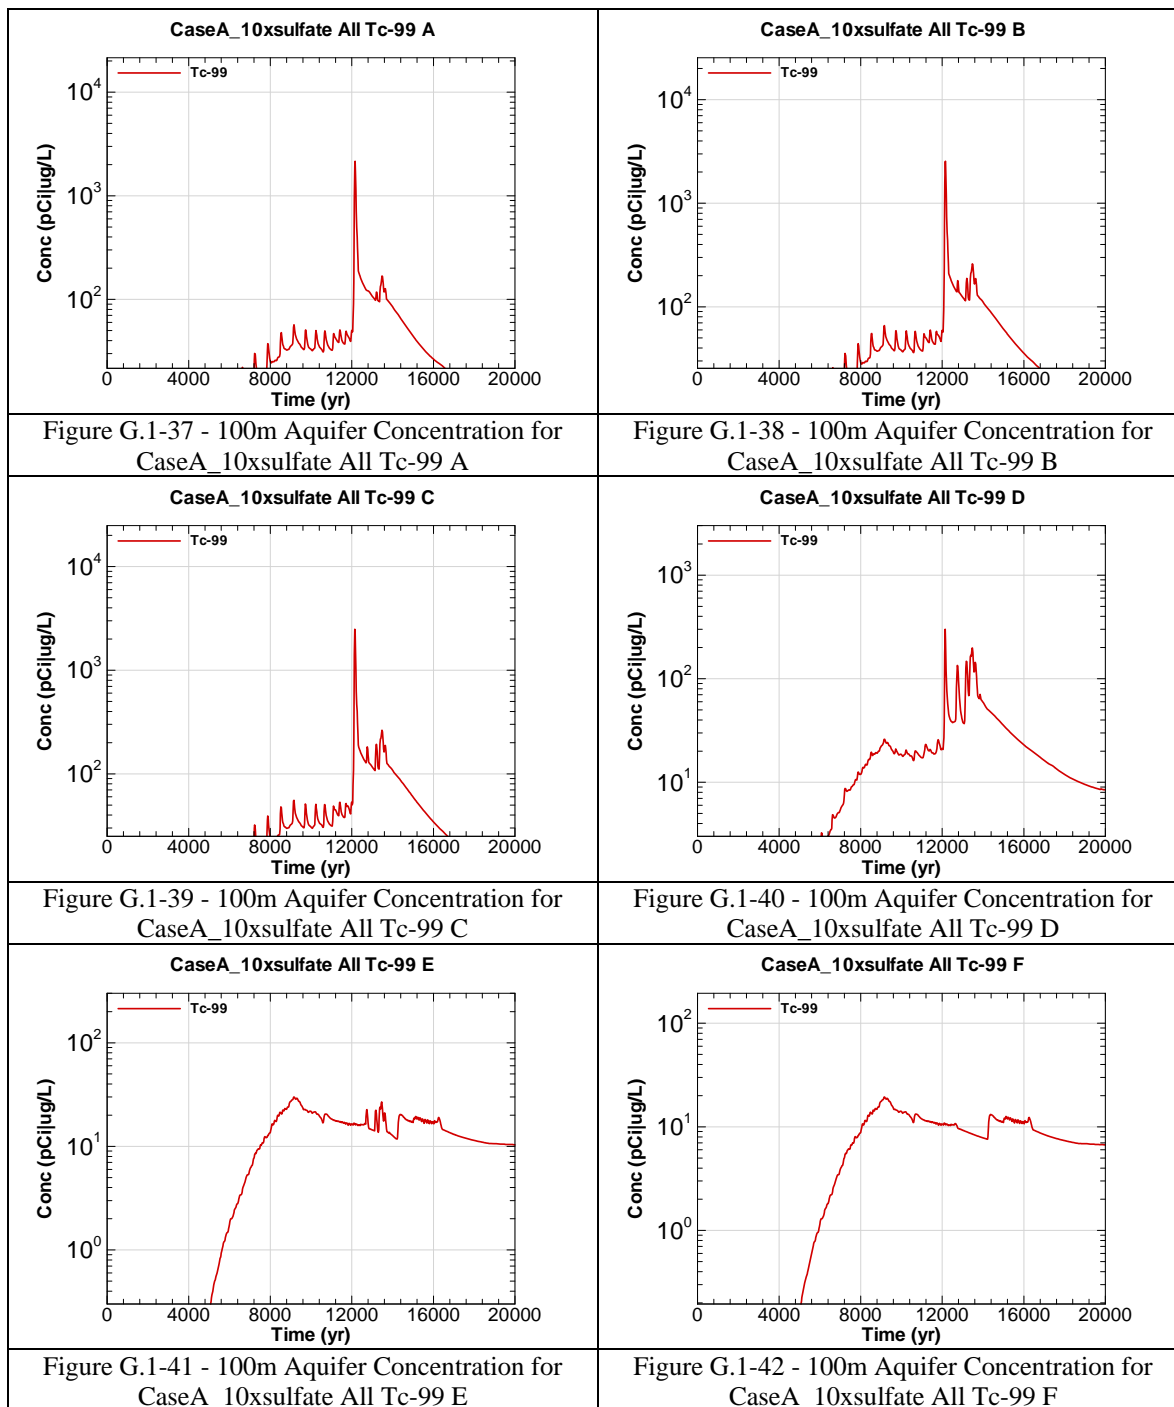 CaseA_10xsulfate All Tc-99 A
Tc-99
Conc (pCi|ug/L)
10^4
10^3
10^2
0 4000 8000 12000 16000 20000
Time (yr)
Figure G.1-37 - 100m Aquifer Concentration for
CaseA_10xsulfate All Tc-99 A
CaseA_10xsulfate All Tc-99 B
Tc-99
Conc (pCi|ug/L)
10^4
10^3
10^2
0 4000 8000 12000 16000 20000
Time (yr)
Figure G.1-38 - 100m Aquifer Concentration for
CaseA_10xsulfate All Tc-99 B
CaseA_10xsulfate All Tc-99 C
Tc-99
Conc (pCi|ug/L)
10^4
10^3
10^2
0 4000 8000 12000 16000 20000
Time (yr)
Figure G.1-39 - 100m Aquifer Concentration for
CaseA_10xsulfate All Tc-99 C
CaseA_10xsulfate All Tc-99 D
Tc-99
Conc (pCi|ug/L)
10^3
10^2
10^1
0 4000 8000 12000 16000 20000
Time (yr)
Figure G.1-40 - 100m Aquifer Concentration for
CaseA_10xsulfate All Tc-99 D
CaseA_10xsulfate All Tc-99 E
Tc-99
Conc (pCi|ug/L)
10^2
10^1
10^0
0 4000 8000 12000 16000 20000
Time (yr)
Figure G.1-41 - 100m Aquifer Concentration for
CaseA_10xsulfate All Tc-99 E
CaseA_10xsulfate All Tc-99 F
Tc-99
Conc (pCi|ug/L)
10^2
10^1
10^0
0 4000 8000 12000 16000 20000
Time (yr)
Figure G.1-42 - 100m Aquifer Concentration for
CaseA_10xsulfate All Tc-99 F